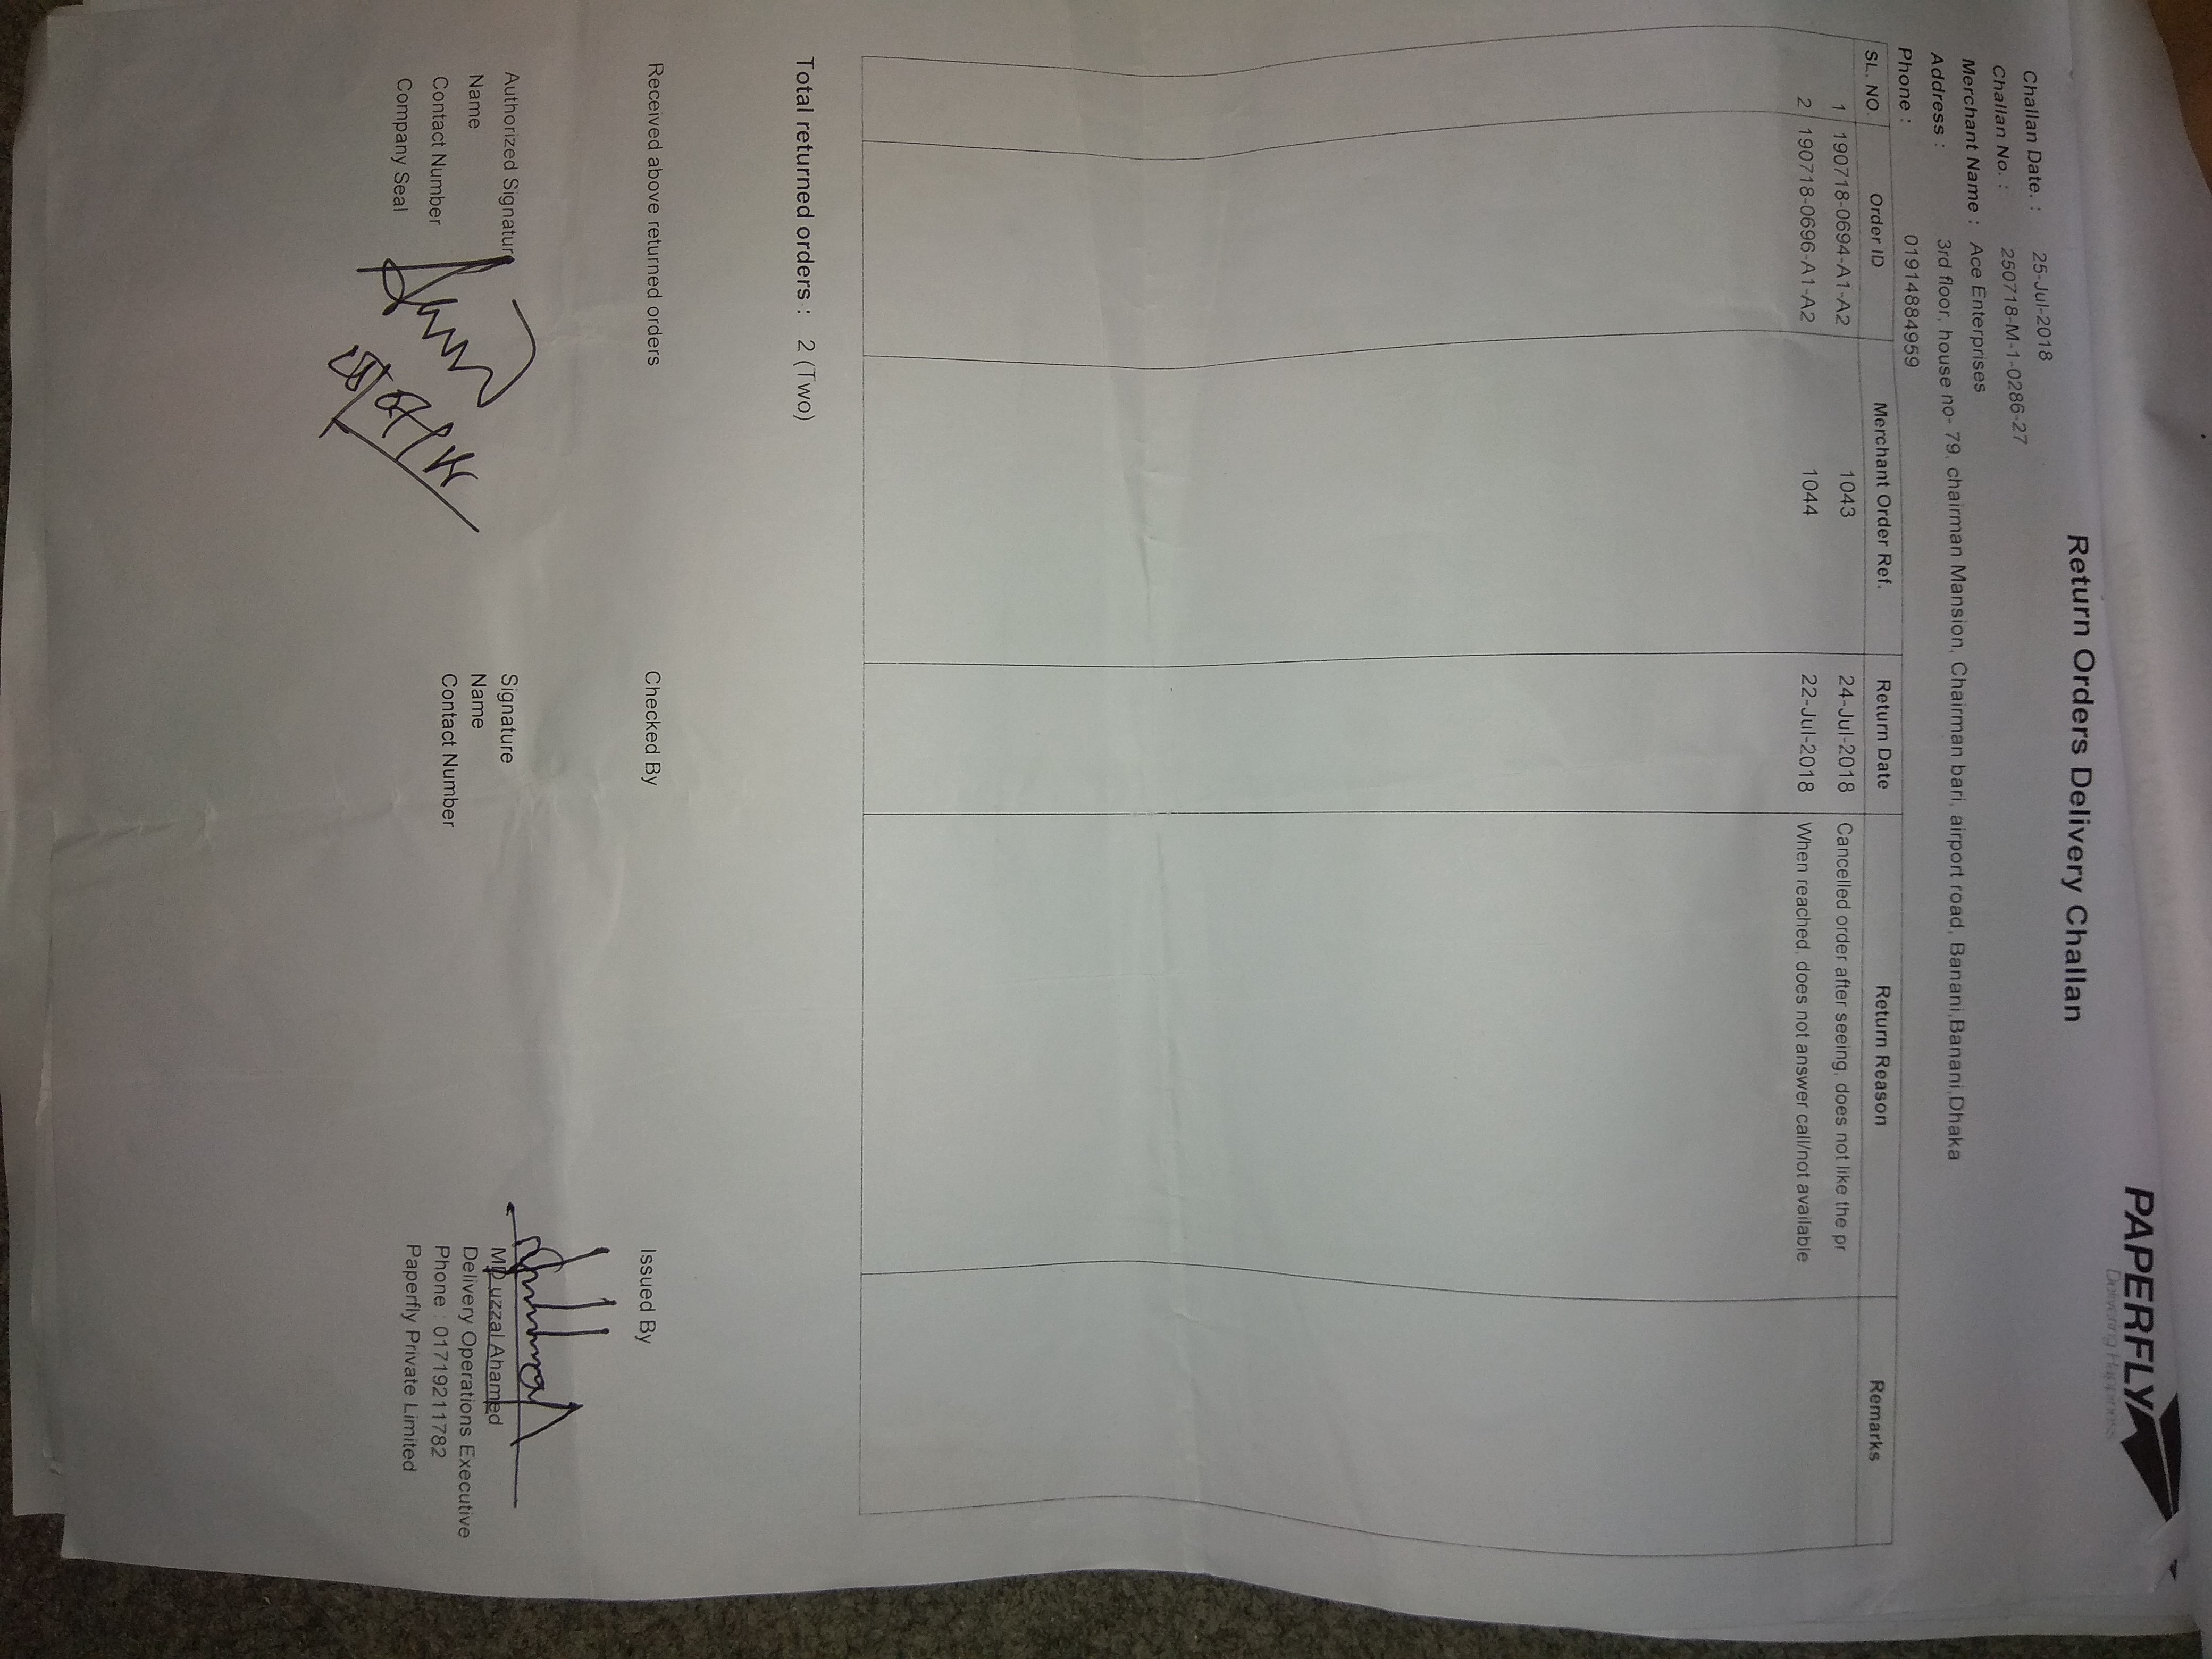 PAPERFLY
Delivering Happiness
Return Orders Delivery Challan
Challan Date. : 25-Jul-2018
Challan No. : 250718-M-1-0286-27
Merchant Name : Ace Enterprises
Address : 3rd floor, house no- 79, chairman Mansion, Chairman bari, airport road, Banani,Banani,Dhaka
Phone : 01914884959
SL. NO. Order ID Merchant Order Ref. Return Date Return Reason Remarks
1 190718-0694-A1-A2 1043 24-Jul-2018 Cancelled order after seeing, does not like the pr
2 190718-0696-A1-A2 1044 22-Jul-2018 When reached, does not answer call/not available
Total returned orders : 2 (Two)
Received above returned orders Checked By Issued By
Authorized Signature Signature MD uzzal Ahamed
Name Name Delivery Operations Executive
Contact Number Contact Number Phone : 01719211782
Company Seal Paperfly Private Limited